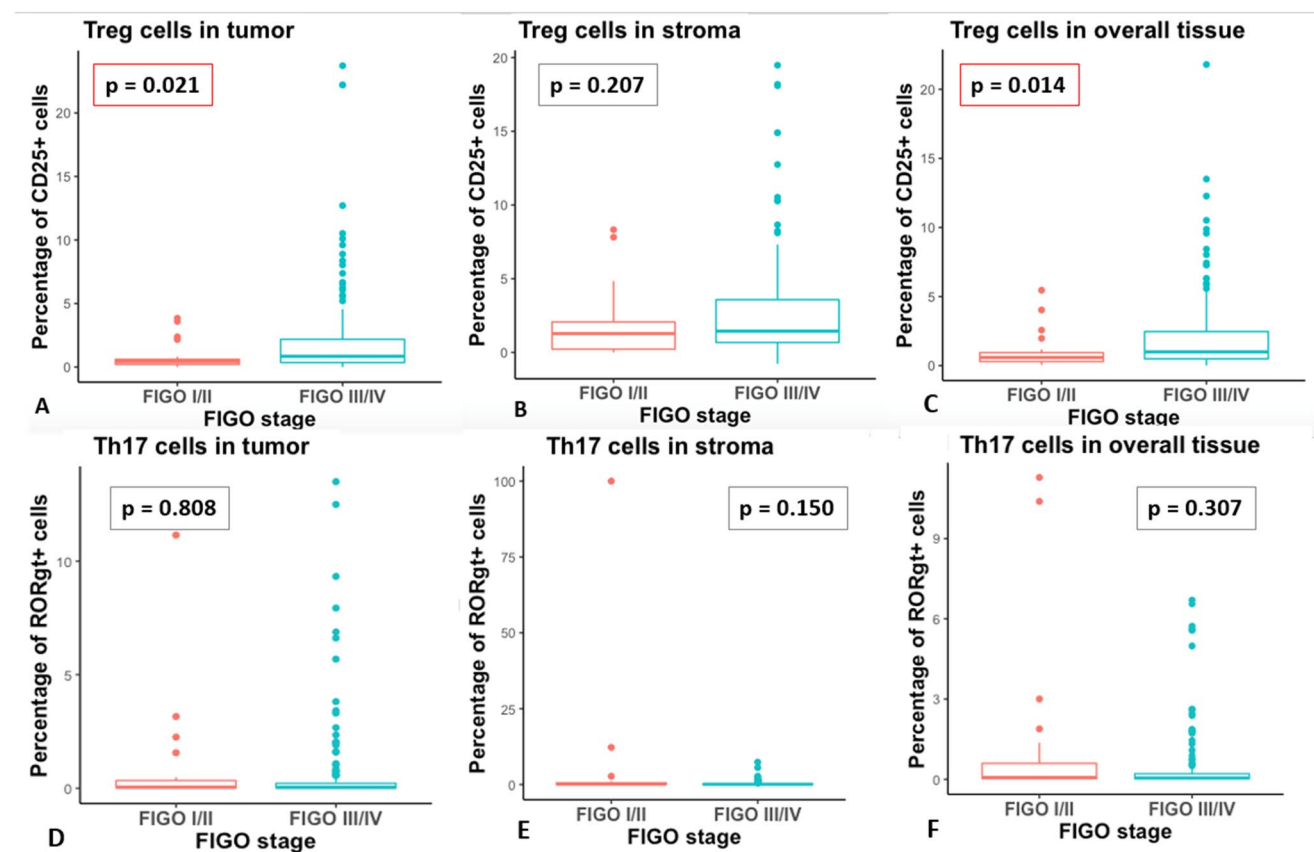 Treg cells in tumor
p = 0.021
Percentage of CD25+ cells
20
15
10
5
0
FIGO I/II FIGO III/IV
FIGO stage
A
Treg cells in stroma
p = 0.207
Percentage of CD25+ cells
20
15
10
5
0
FIGO I/II FIGO III/IV
FIGO stage
B
Treg cells in overall tissue
p = 0.014
Percentage of CD25+ cells
20
15
10
5
0
FIGO I/II FIGO III/IV
FIGO stage
C
Th17 cells in tumor
p = 0.808
Percentage of RORgt+ cells
10
5
0
FIGO I/II FIGO III/IV
FIGO stage
D
Th17 cells in stroma
p = 0.150
Percentage of RORgt+ cells
100
75
50
25
0
FIGO I/II FIGO III/IV
FIGO stage
E
Th17 cells in overall tissue
p = 0.307
Percentage of RORgt+ cells
9
6
3
0
FIGO I/II FIGO III/IV
FIGO stage
F